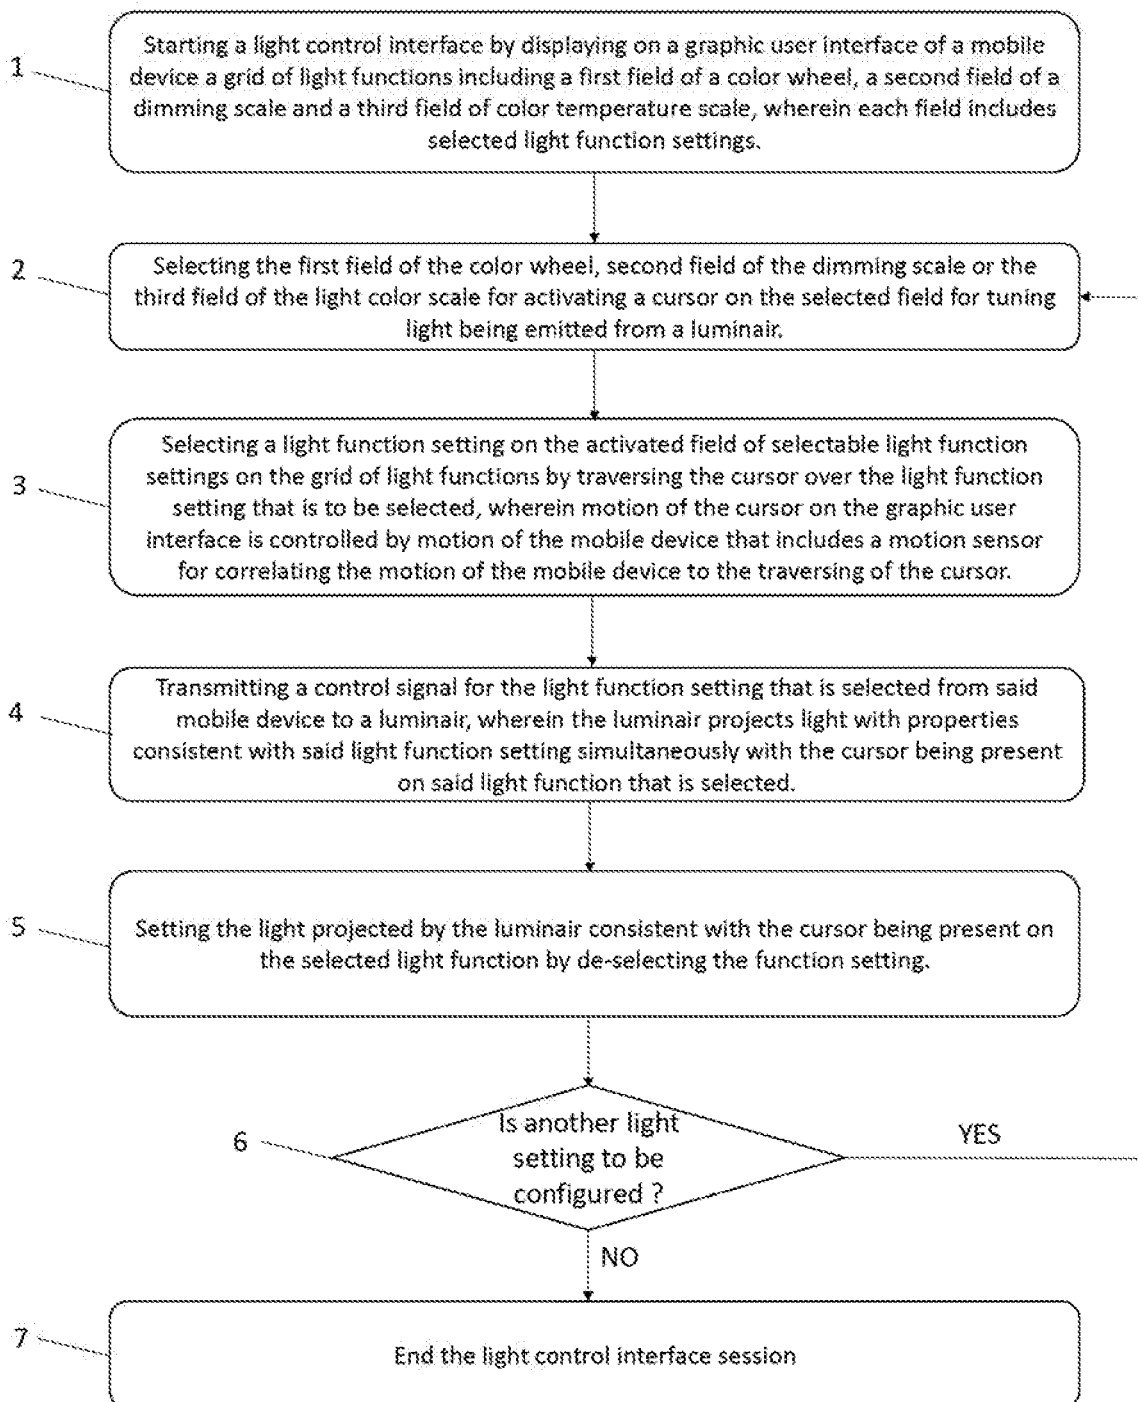 1
Starting a light control interface by displaying on a graphic user interface of a mobile
device a grid of light functions including a first field of a color wheel, a second field of a
dimming scale and a third field of color temperature scale, wherein each field includes
selected light function settings.
2
Selecting the first field of the color wheel, second field of the dimming scale or the
third field of the light color scale for activating a cursor on the selected field for tuning
light being emitted from a luminair.
3
Selecting a light function setting on the activated field of selectable light function
settings on the grid of light functions by traversing the cursor over the light function
setting that is to be selected, wherein motion of the cursor on the graphic user
interface is controlled by motion of the mobile device that includes a motion sensor
for correlating the motion of the mobile device to the traversing of the cursor.
4
Transmitting a control signal for the light function setting that is selected from said
mobile device to a luminair, wherein the luminair projects light with properties
consistent with said light function setting simultaneously with the cursor being present
on said light function that is selected.
5
Setting the light projected by the luminair consistent with the cursor being present on
the selected light function by de-selecting the function setting.
6
Is another light
setting to be
configured ?
YES
NO
7
End the light control interface session